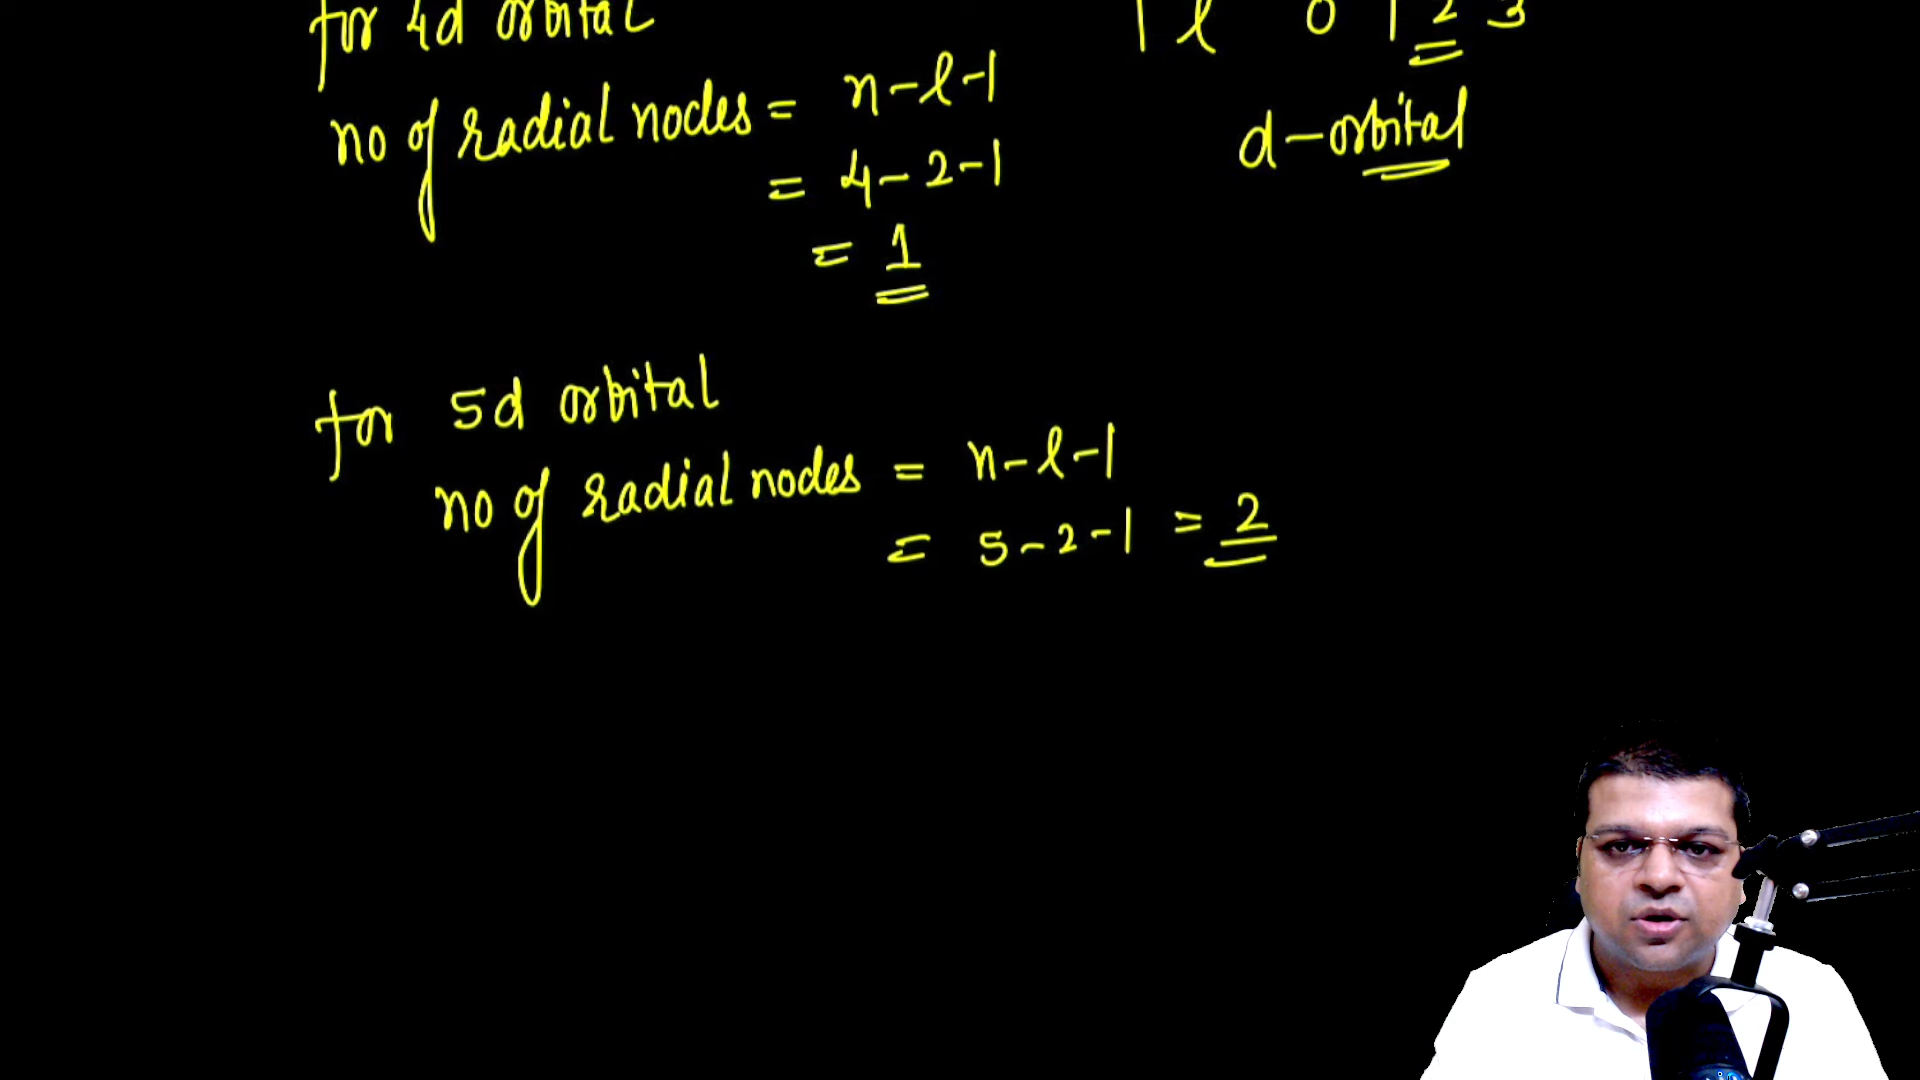 for 4d orbital
l 0 1 2 3
no of radial nodes = n-l-1
= 4-2-1
= 1
d-orbital
for 5d orbital
no of radial nodes = n-l-1
= 5-2-1 = 2